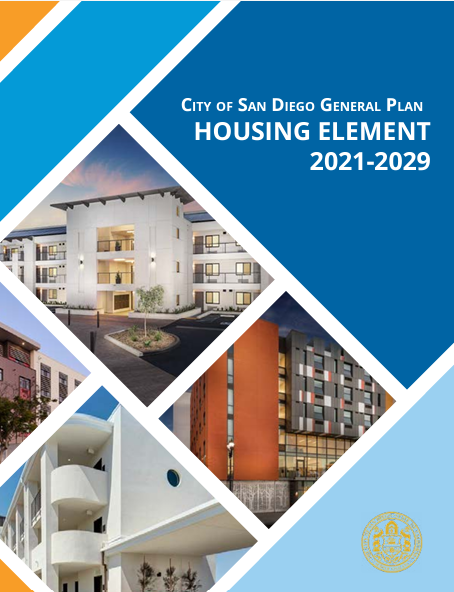 City of San Diego General Plan
HOUSING ELEMENT
2021-2029